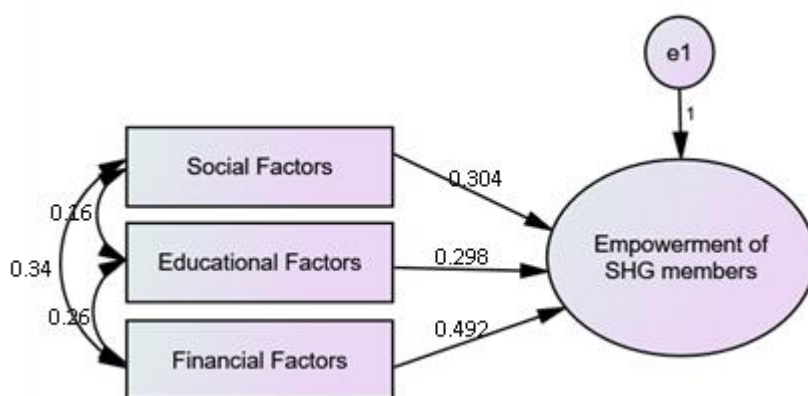 e1
1
Social Factors
0.304
0.16
Educational Factors
0.298
Empowerment of
SHG members
0.34
0.26
Financial Factors
0.492